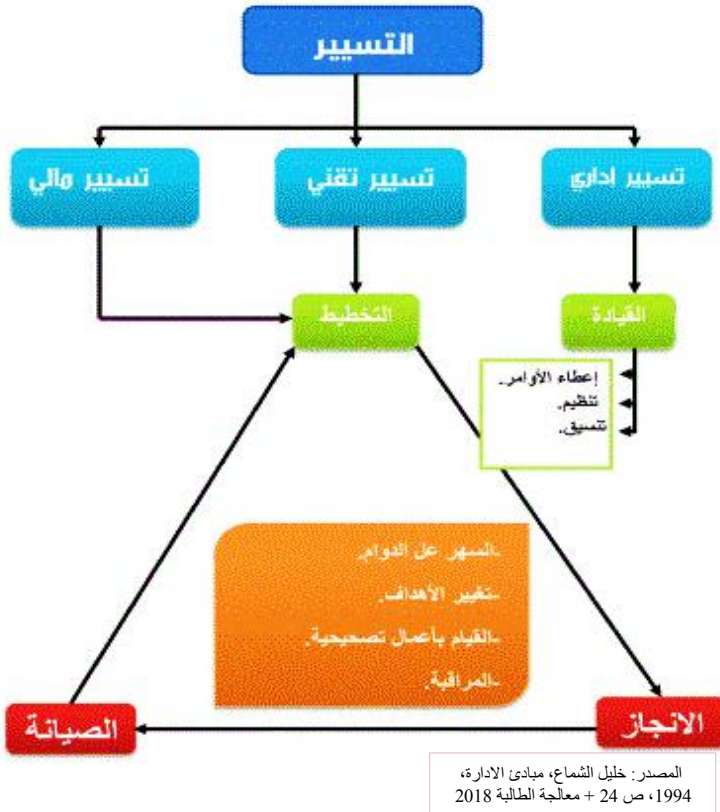 التسيير
تسيير إداري
تسيير تقني
تسيير مالي
القيادة
التخطيط
إعطاء الأوامر.
تنظيم.
تنسيق.
-السهر عل الدوام.
-تغيير الأهداف.
-القيام بأعمال تصحيحية.
-المراقبة.
الانجاز
الصيانة
المصدر: خليل الشماع، مبادئ الادارة،
1994، ص 24 + معالجة الطالبة 2018